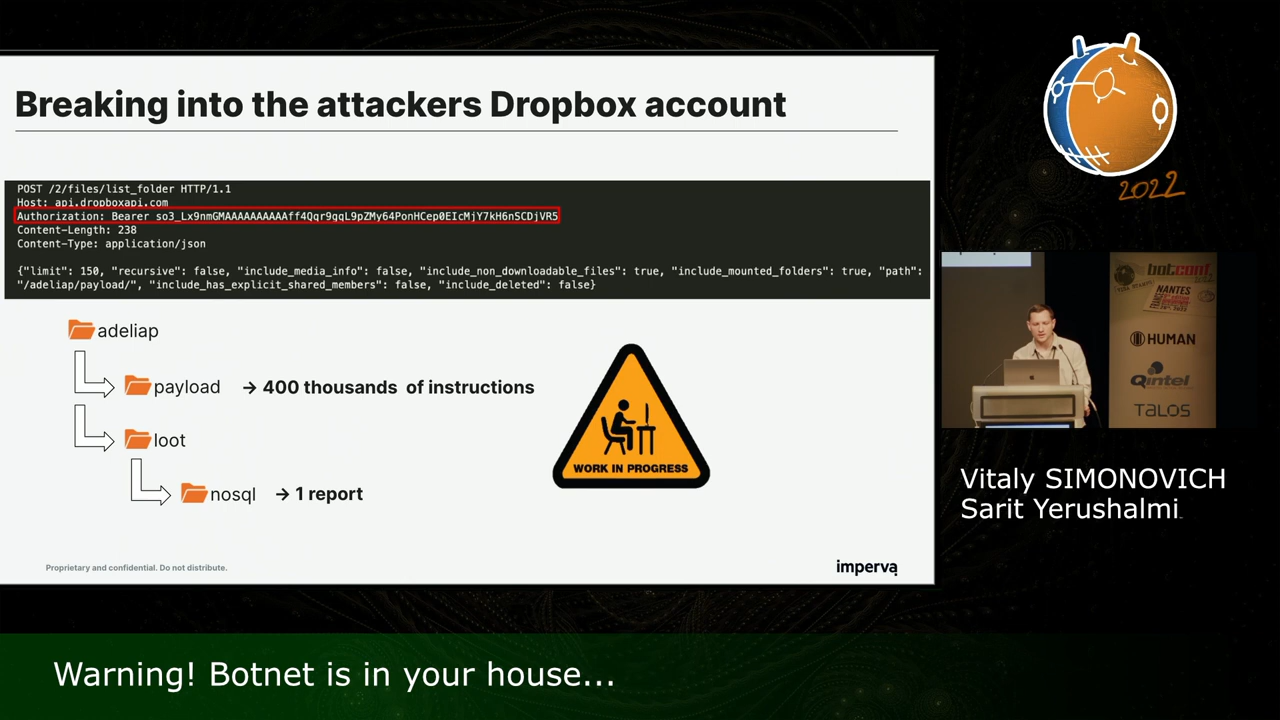 Breaking into the attackers Dropbox account
POST /2/files/list_folder HTTP/1.1
Host: api.dropboxapi.com
Authorization: Bearer so3_Lx9nmGMAAAAAAAAAAff4Qqr9gqL9pZMy64PonHCep0EIcMjY7kH6nSCDjVR5
Content-Length: 238
Content-Type: application/json
{"limit": 150, "recursive": false, "include_media_info": false, "include_non_downloadable_files": true, "include_mounted_folders": true, "path":
"/adeliap/payload/", "include_has_explicit_shared_members": false, "include_deleted": false}
adeliap
payload → 400 thousands of instructions
loot
nosql → 1 report
WORK IN PROGRESS
Proprietary and confidential. Do not distribute.
imperva
2022
botconf
NANTES
HUMAN
Qintel
TALOS
Vitaly SIMONOVICH
Sarit Yerushalmi
Warning! Botnet is in your house...